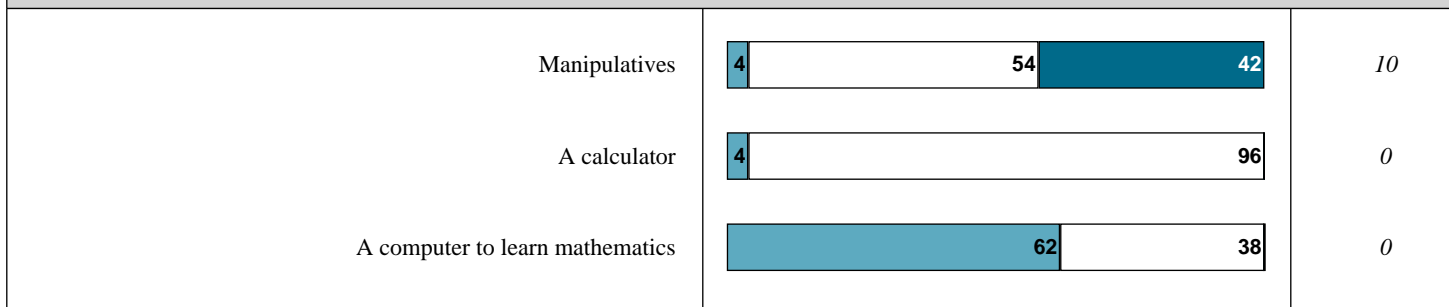 Manipulatives 4 54 42 10
A calculator 4 96 0
A computer to learn mathematics 62 38 0